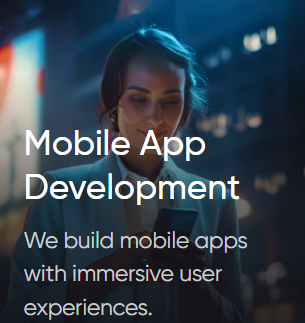 Mobile App
Development
We build mobile apps
with immersive user
experiences.